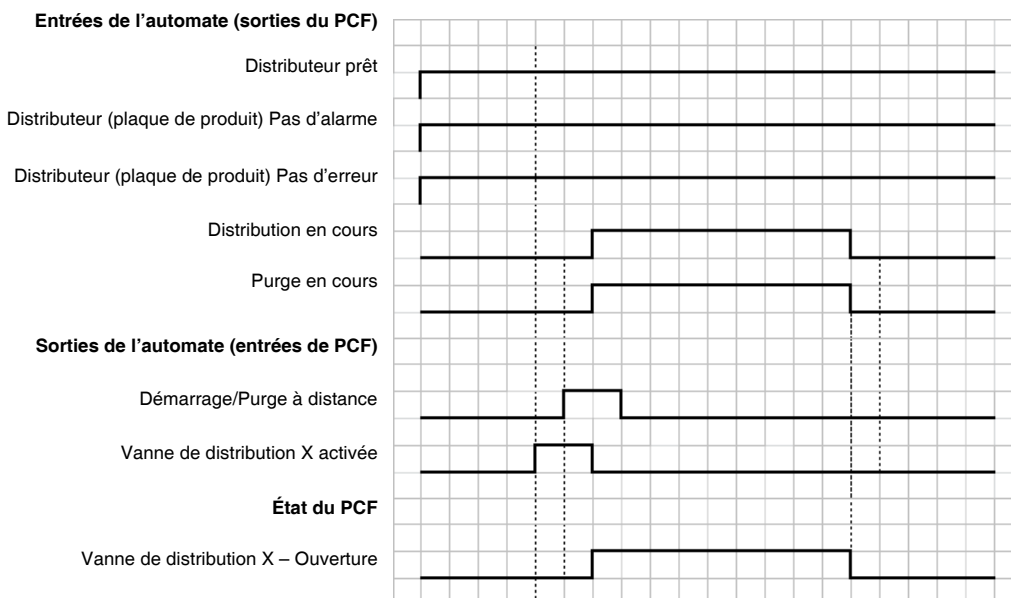 Entrées de l'automate (sorties du PCF)
Distributeur prêt
Distributeur (plaque de produit) Pas d'alarme
Distributeur (plaque de produit) Pas d'erreur
Distribution en cours
Purge en cours
Sorties de l'automate (entrées de PCF)
Démarrage/Purge à distance
Vanne de distribution X activée
État du PCF
Vanne de distribution X – Ouverture